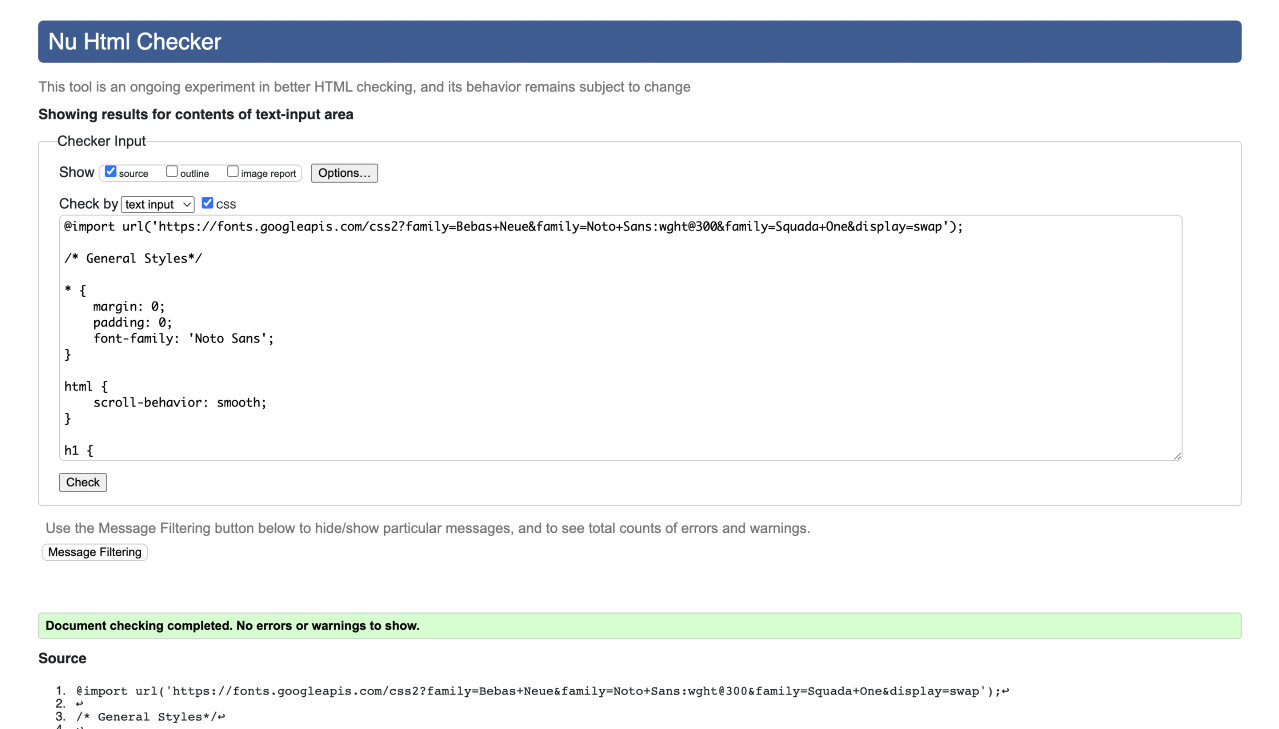 Nu Html Checker
This tool is an ongoing experiment in better HTML checking, and its behavior remains subject to change
Showing results for contents of text-input area
Checker Input
Show source outline image report Options...
Check by text input css
@import url('https://fonts.googleapis.com/css2?family=Bebas+Neue&family=Noto+Sans:wght@300&family=Squada+One&display=swap');
/* General Styles*/
* {
margin: 0;
padding: 0;
font-family: 'Noto Sans';
}
html {
scroll-behavior: smooth;
}
h1 {
Check
Use the Message Filtering button below to hide/show particular messages, and to see total counts of errors and warnings.
Message Filtering
Document checking completed. No errors or warnings to show.
Source
1. @import url('https://fonts.googleapis.com/css2?family=Bebas+Neue&family=Noto+Sans:wght@300&family=Squada+One&display=swap');↩
2. ↩
3. /* General Styles*/↩